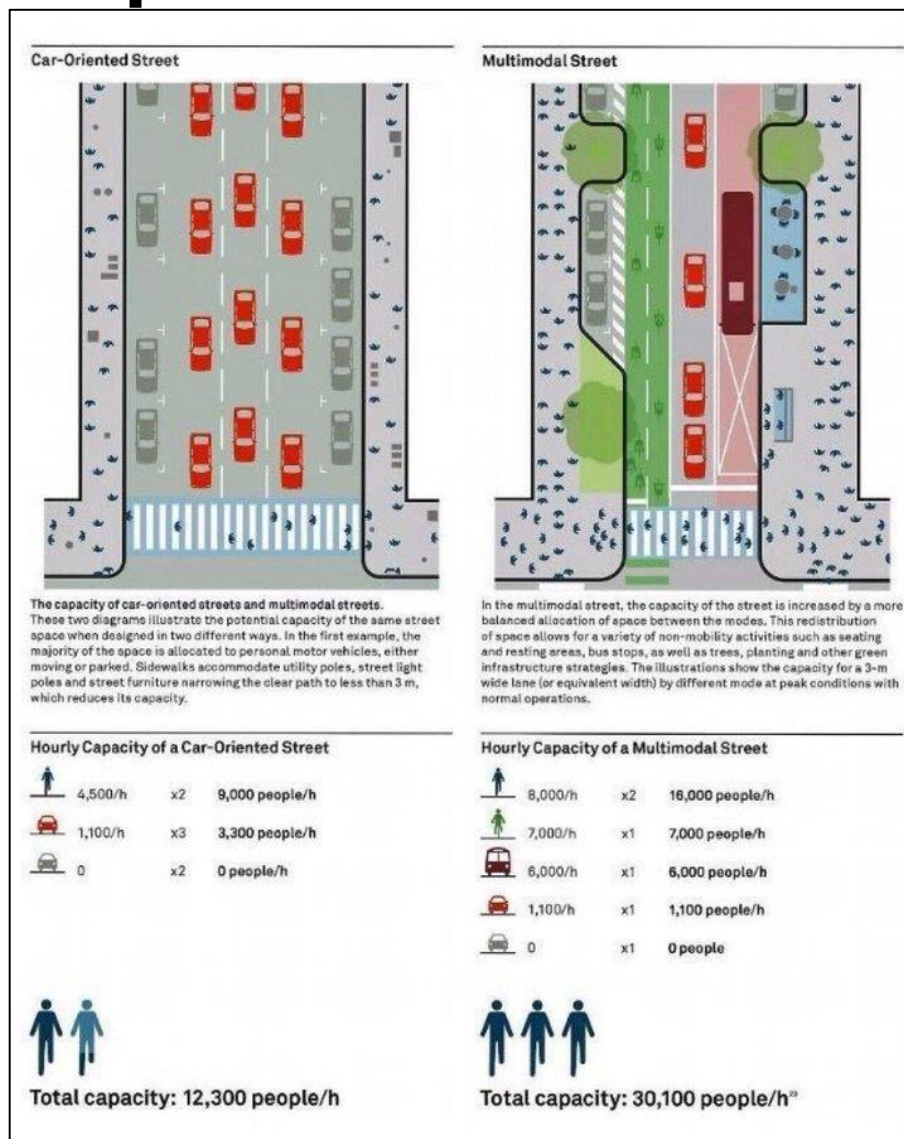 Car-Oriented Street
The capacity of car-oriented streets and multimodal streets.
These two diagrams illustrate the potential capacity of the same street
space when designed in two different ways. In the first example, the
majority of the space is allocated to personal motor vehicles, either
moving or parked. Sidewalks accommodate utility poles, street light
poles and street furniture narrowing the clear path to less than 3 m,
which reduces its capacity.
Hourly Capacity of a Car-Oriented Street
4,500/h x2 9,000 people/h
1,100/h x3 3,300 people/h
0 x2 0 people/h
Total capacity: 12,300 people/h
Multimodal Street
In the multimodal street, the capacity of the street is increased by a more
balanced allocation of space between the modes. This redistribution
of space allows for a variety of non-mobility activities such as seating
and resting areas, bus stops, as well as trees, planting and other green
infrastructure strategies. The illustrations show the capacity for a 3-m
wide lane (or equivalent width) by different mode at peak conditions with
normal operations.
Hourly Capacity of a Multimodal Street
8,000/h x2 16,000 people/h
7,000/h x1 7,000 people/h
6,000/h x1 6,000 people/h
1,100/h x1 1,100 people/h
0 x1 0 people
Total capacity: 30,100 people/h